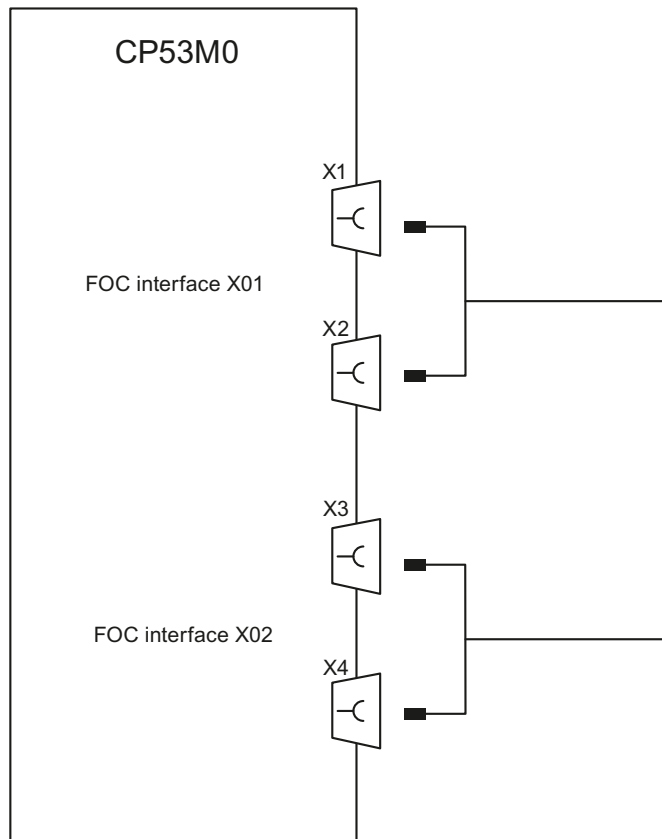 CP53M0
X1
FOC interface X01
X2
X3
FOC interface X02
X4